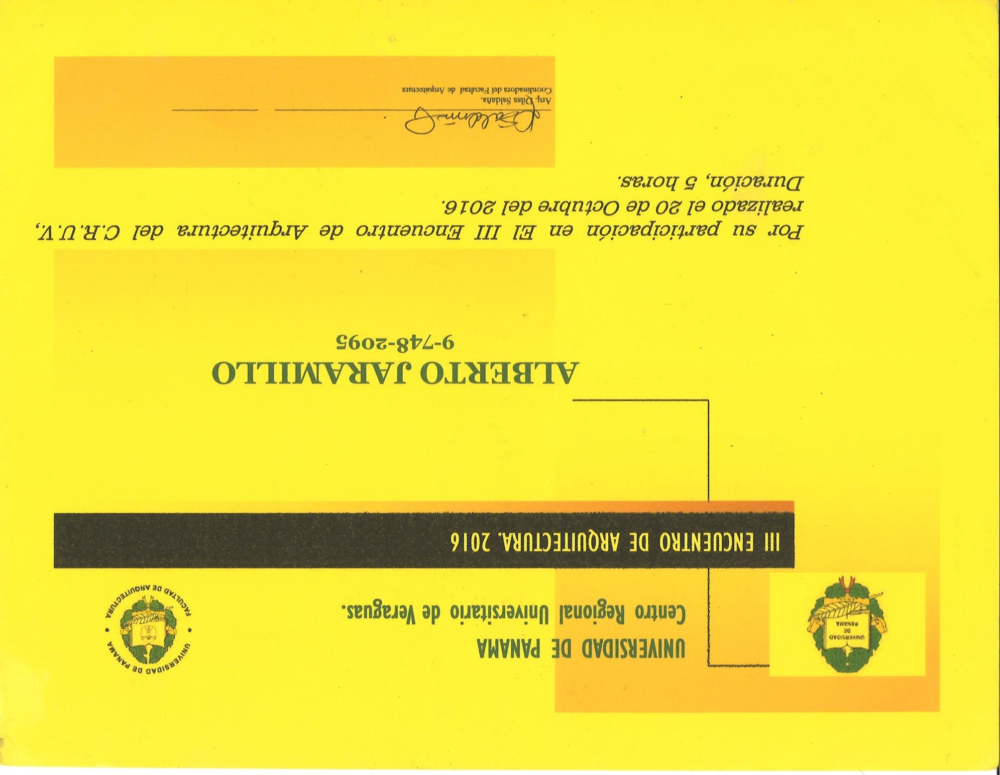 UNIVERSIDAD DE PANAMA
Centro Regional Universitario de Veraguas.
UNIVERSIDAD
DE
PANAMA
UNIVERSIDAD DE PANAMA
FACULTAD DE ARQUITECTURA
III ENCUENTRO DE ARQUITECTURA. 2016
ALBERTO JARAMILLO
9-748-2095
Por su participación en El III Encuentro de Arquitectura del C.R.U.V.,
realizado el 20 de Octubre del 2016.
Duración, 5 horas.
Arq. Dilsa Saldaña.
Coordinadora del Facultad de Arquitectura